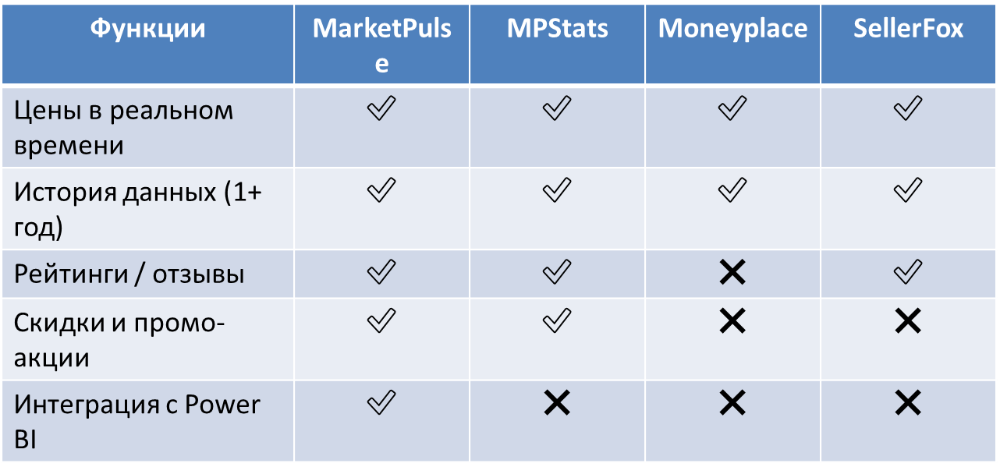 Функции MarketPuls MPStats Moneyplace SellerFox
e
Цены в реальном ✓ ✓ ✓ ✓
времени
История данных (1+ ✓ ✓ ✓ ✓
год)
Рейтинги / отзывы ✓ ✓ ✕ ✓
Скидки и промо- ✓ ✓ ✕ ✕
акции
Интеграция с Power ✓ ✕ ✕ ✕
BI